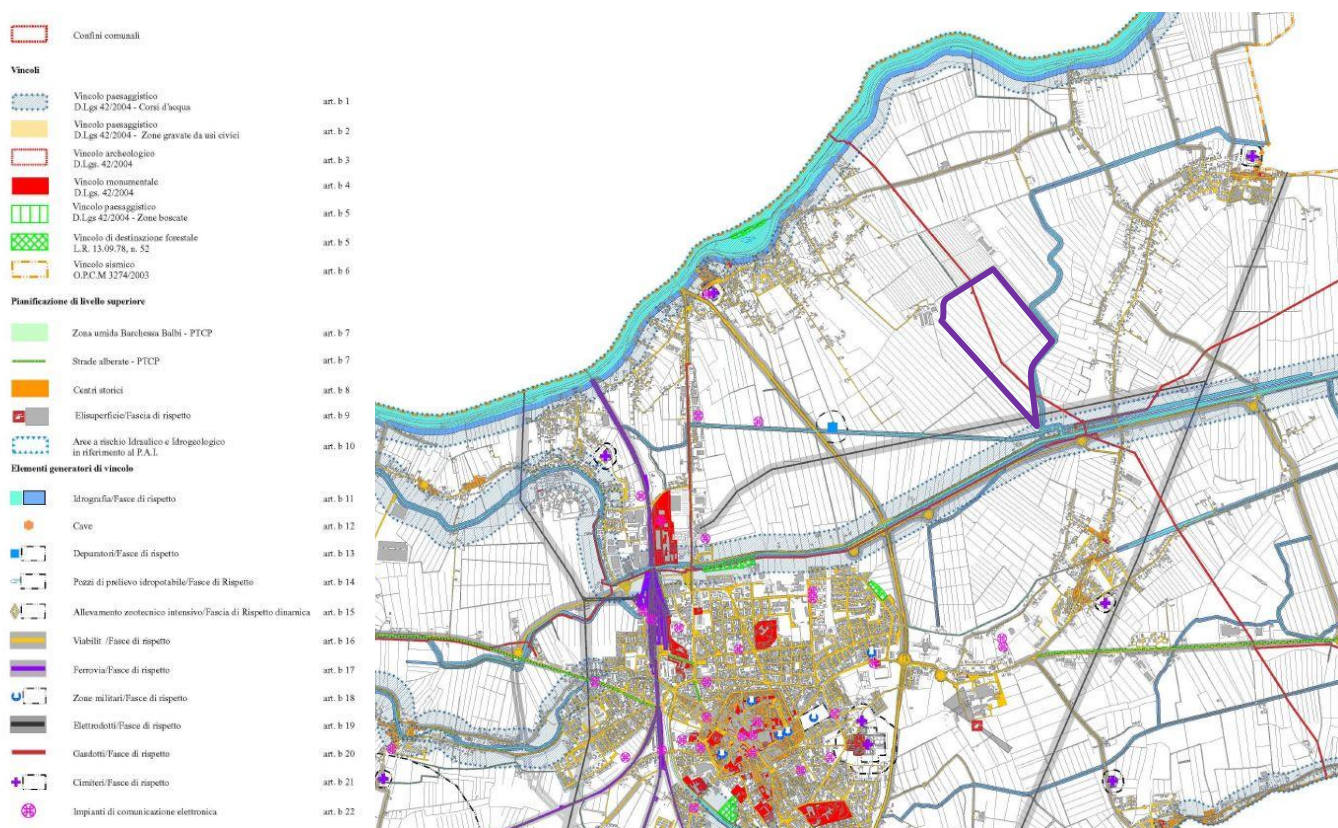 Confini comunali
Vincoli
Vincolo paesaggistico
D.Lgs 42/2004 - Corsi d'acqua
art. b 1
Vincolo paesaggistico
D.Lgs 42/2004 - Zone gravate da usi civici
art. b 2
Vincolo archeologico
D.Lgs. 42/2004
art. b 3
Vincolo monumentale
D.Lgs. 42/2004
art. b 4
Vincolo paesaggistico
D.Lgs 42/2004 - Zone boscate
art. b 5
Vincolo di destinazione forestale
L.R. 13.09.78, n. 52
art. b 5
Vincolo sismico
O.P.C.M 3274/2003
art. b 6
Pianificazione di livello superiore
Zona umida Barchessa Balbi - PTCP
art. b 7
Strade alberate - PTCP
art. b 7
Centri storici
art. b 8
Elisuperficie/Fascia di rispetto
art. b 9
Aree a rischio Idraulico e Idrogeologico
in riferimento al P.A.I.
art. b 10
Elementi generatori di vincolo
Idrografia/Fasce di rispetto
art. b 11
Cave
art. b 12
Depuratori/Fasce di rispetto
art. b 13
Pozzi di prelievo idropotabile/Fasce di Rispetto
art. b 14
Allevamento zootecnico intensivo/Fascia di Rispetto dinamica
art. b 15
Viabilit /Fasce di rispetto
art. b 16
Ferrovia/Fasce di rispetto
art. b 17
Zone militari/Fasce di rispetto
art. b 18
Elettrodotti/Fasce di rispetto
art. b 19
Gasdotti/Fasce di rispetto
art. b 20
Cimiteri/Fasce di rispetto
art. b 21
Impianti di comunicazione elettronica
art. b 22